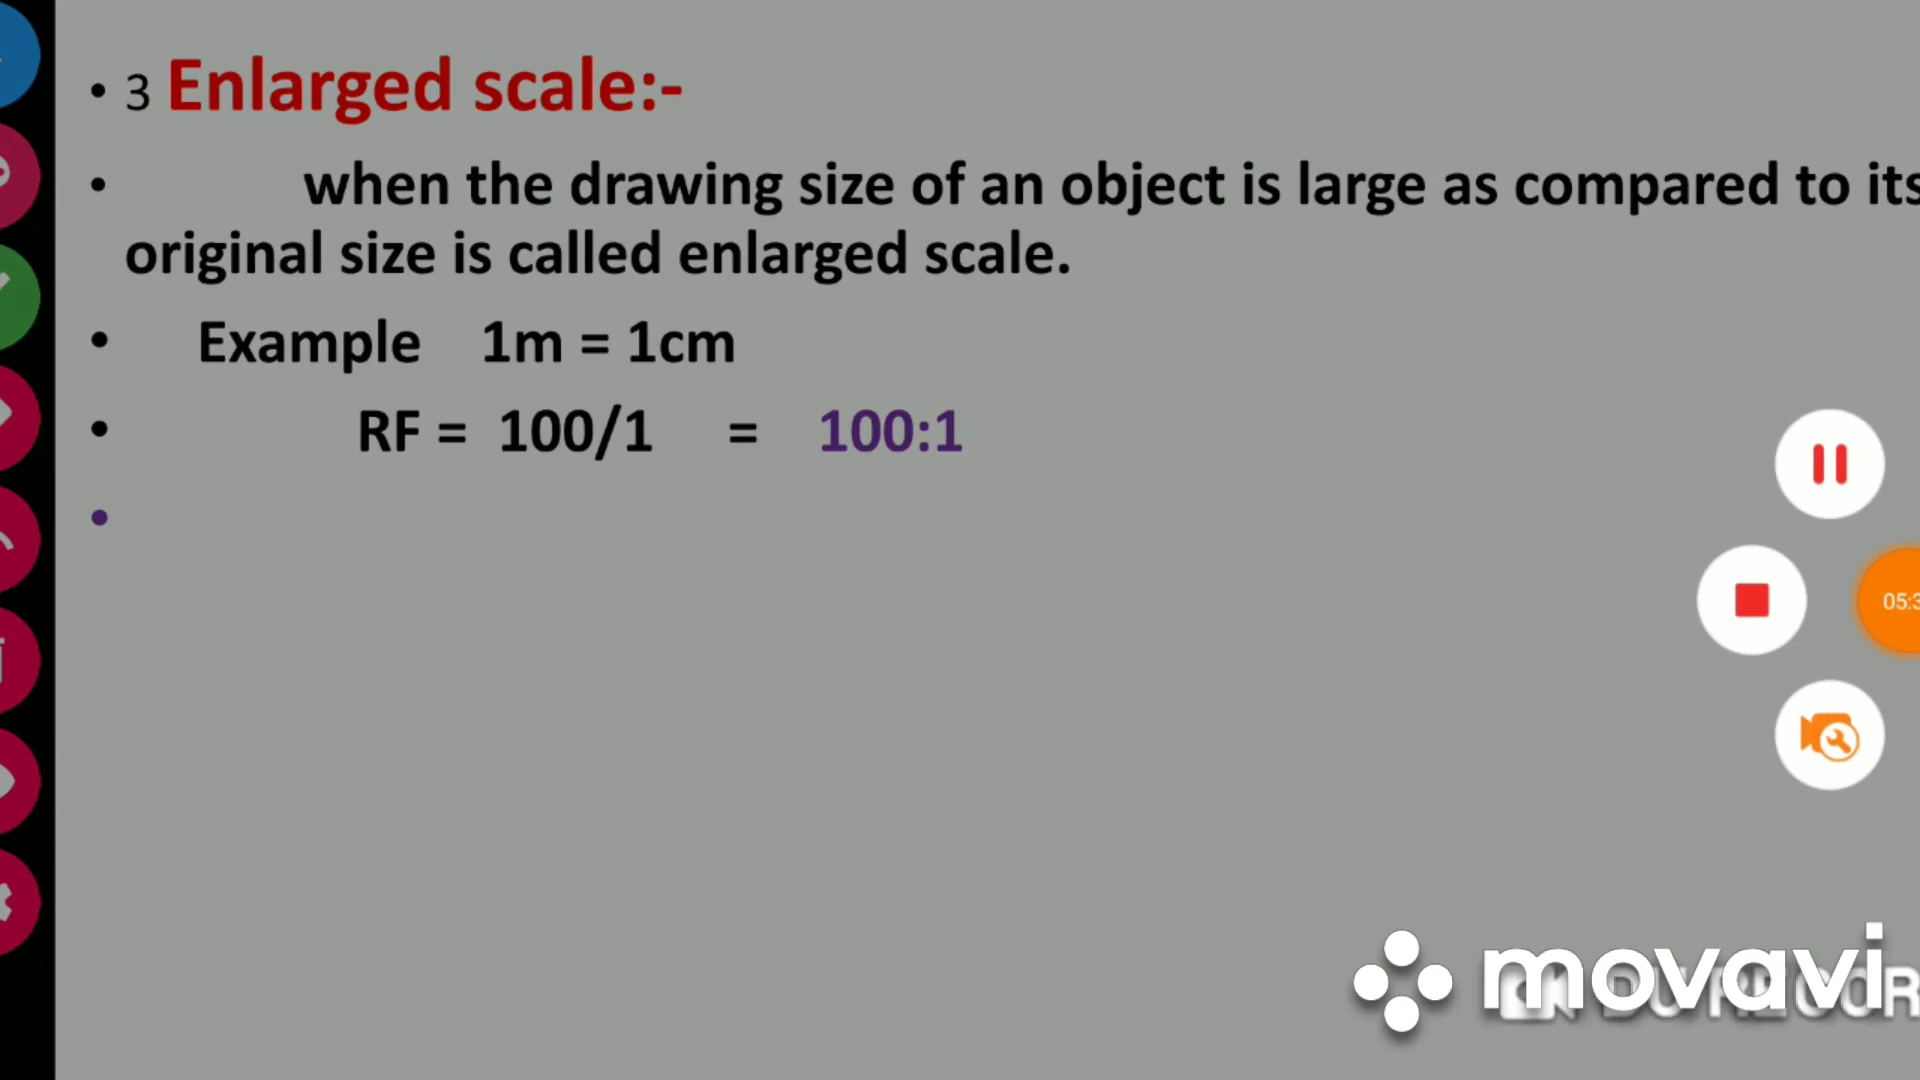 • 3 Enlarged scale:-
• when the drawing size of an object is large as compared to its
original size is called enlarged scale.
• Example 1m = 1cm
• RF = 100/1 = 100:1
•
05:3
movavi